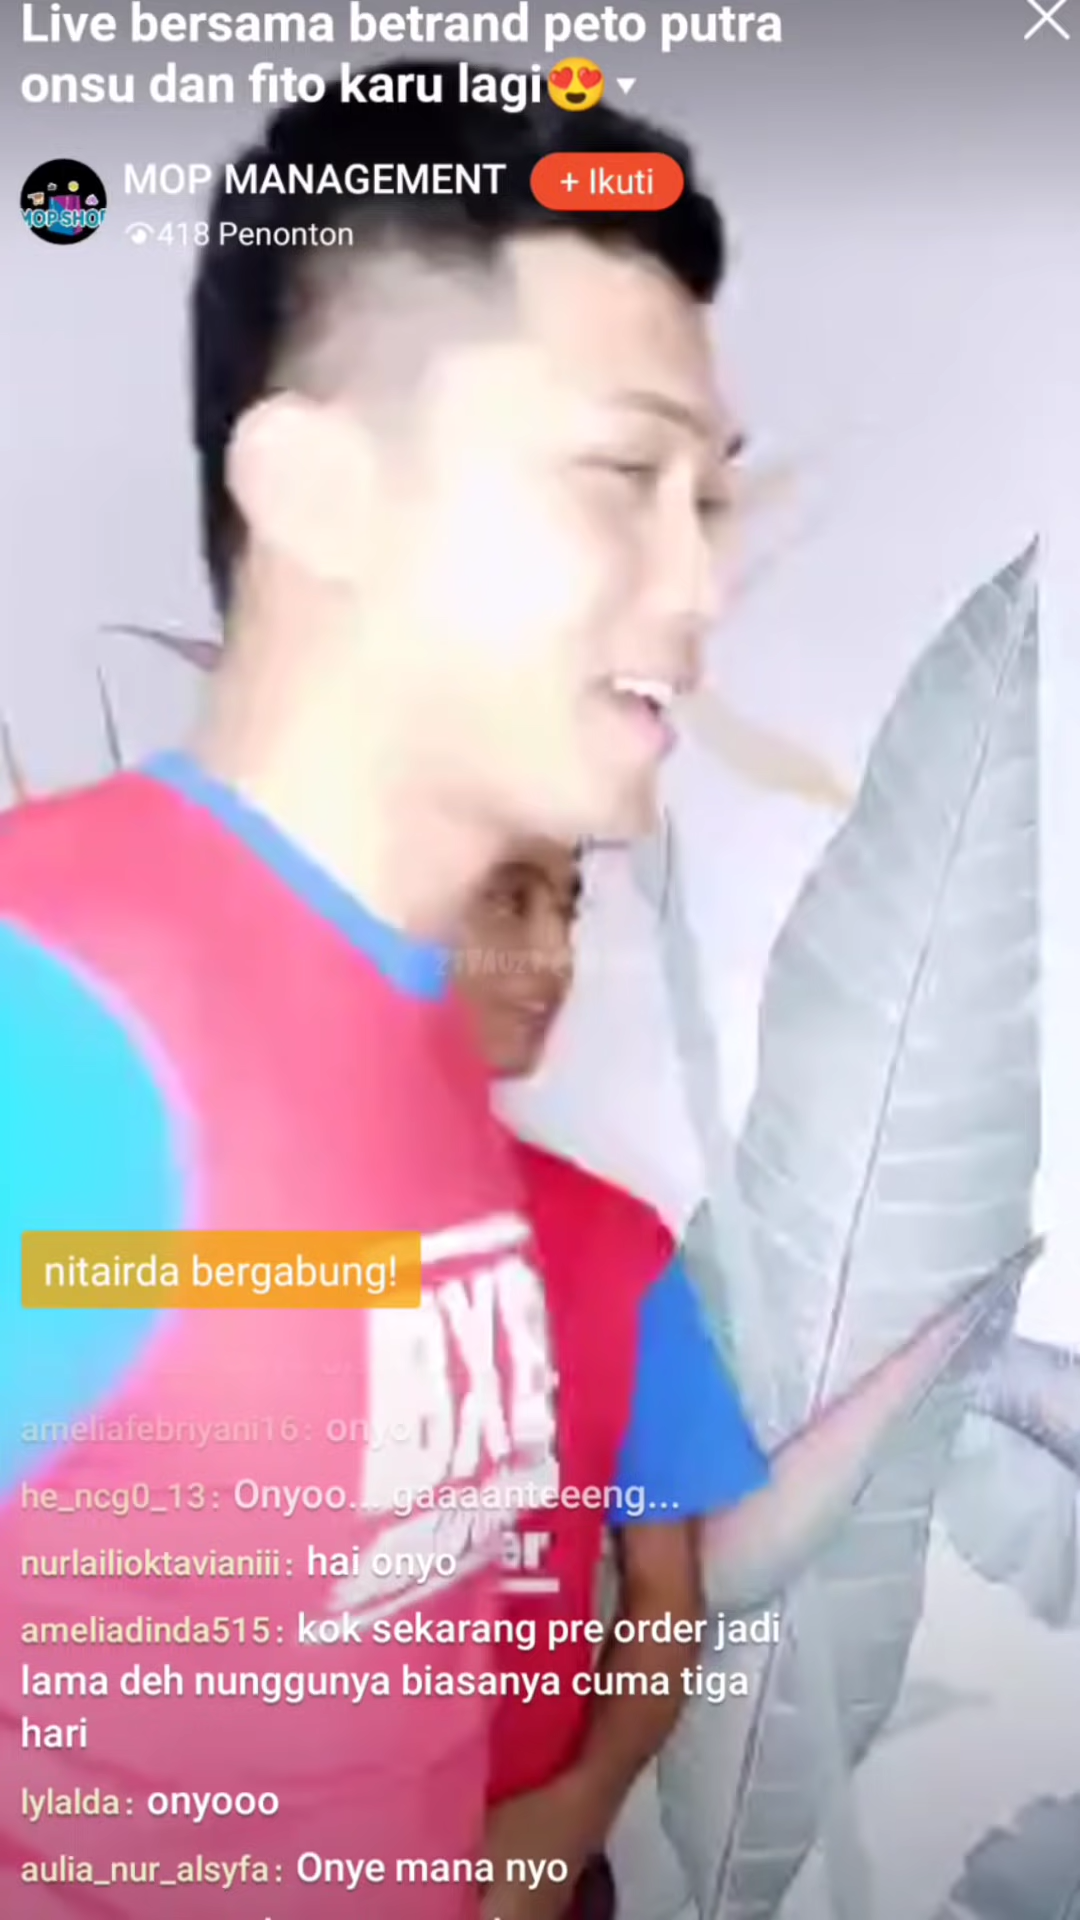 Live bersama betrand peto putra
onsu dan fito karu lagi😍
MOP MANAGEMENT
+ Ikuti
MOP SHOP
418 Penonton
nitairda bergabung!
ameliafebriyani16: onyo
he_ncg0_13: Onyoo... gaaaanteeeng...
nurlailioktavianiii: hai onyo
ameliadinda515: kok sekarang pre order jadi
lama deh nunggunya biasanya cuma tiga
hari
lylalda: onyooo
aulia_nur_alsyfa: Onye mana nyo